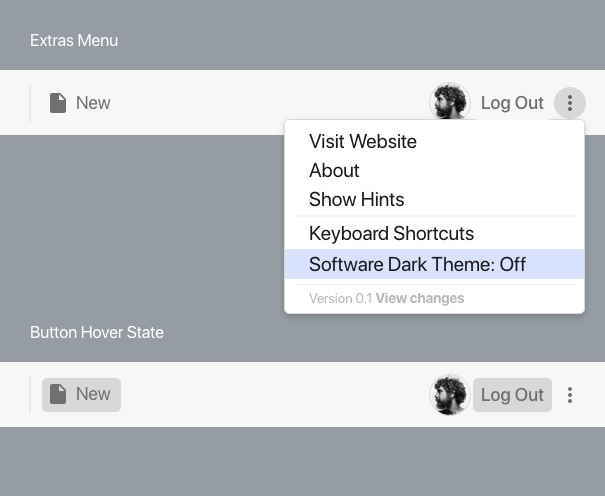 Extras Menu
New
Log Out
Visit Website
About
Show Hints
Keyboard Shortcuts
Software Dark Theme: Off
Version 0.1 View changes
Button Hover State
New
Log Out